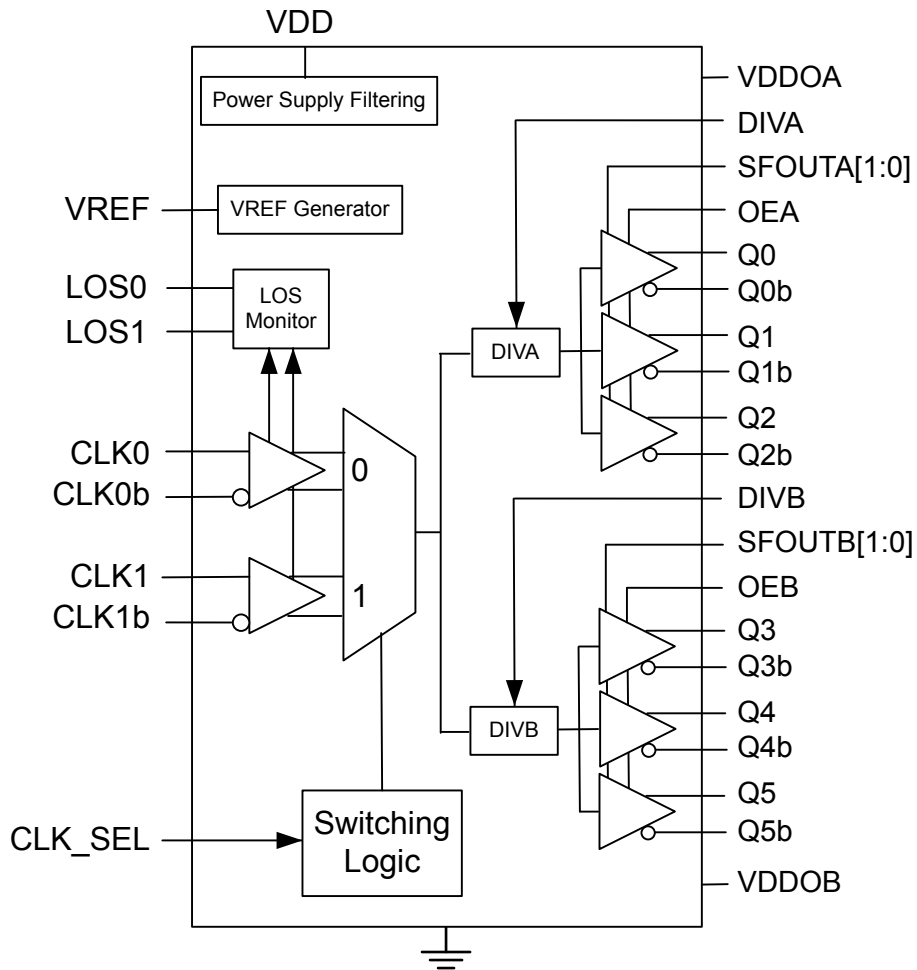 VDD
Power Supply Filtering
VREF
VREF Generator
LOS0
LOS1
LOS
Monitor
CLK0
CLK0b
CLK1
CLK1b
0
1
CLK_SEL
Switching
Logic
DIVA
DIVB
VDDOA
DIVA
SFOUTA[1:0]
OEA
Q0
Q0b
Q1
Q1b
Q2
Q2b
DIVB
SFOUTB[1:0]
OEB
Q3
Q3b
Q4
Q4b
Q5
Q5b
VDDOB